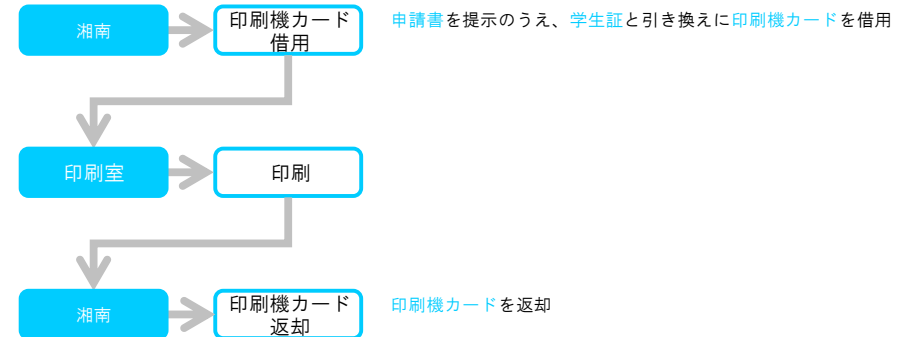 湘南
印刷機カード
借用
申請書を提示のうえ、学生証と引き換えに印刷機カードを借用
印刷室
印刷
湘南
印刷機カード
返却
印刷機カードを返却